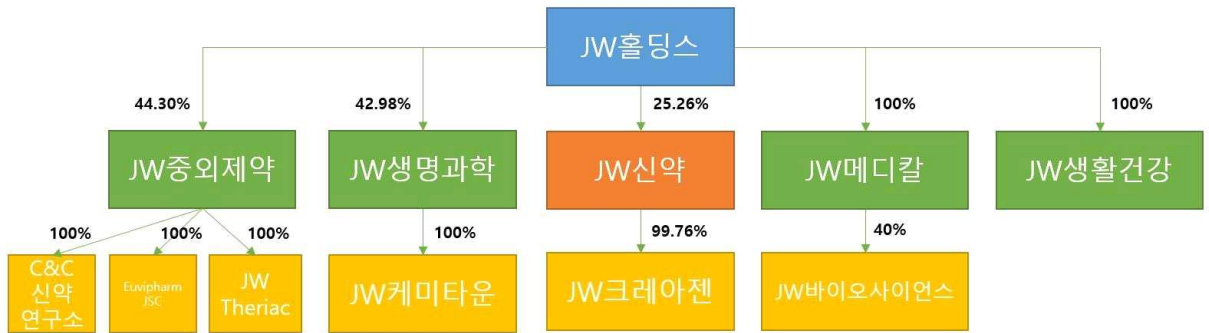 JW홀딩스
44.30%
42.98%
25.26%
100%
100%
JW중외제약
JW생명과학
JW신약
JW메디칼
JW생활건강
100%
100%
100%
100%
99.76%
40%
C&C
신약
연구소
Euvipharm
JSC
JW
Theriac
JW케미타운
JW크레아젠
JW바이오사이언스